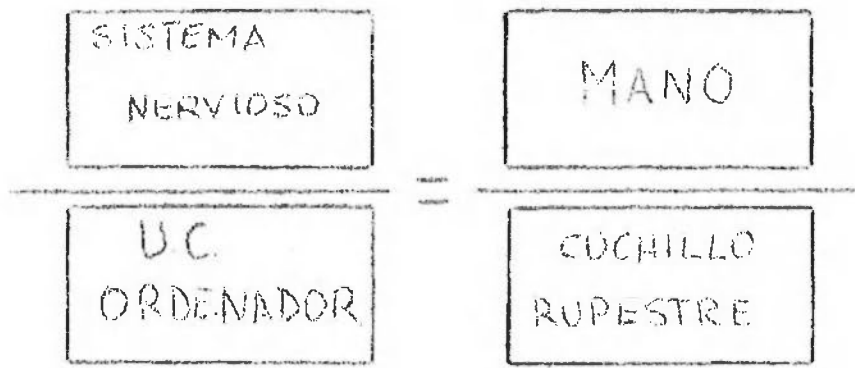 SISTEMA
NERVIOSO
MANO
=
U.C.
ORDENADOR
CUCHILLO
RUPESTRE